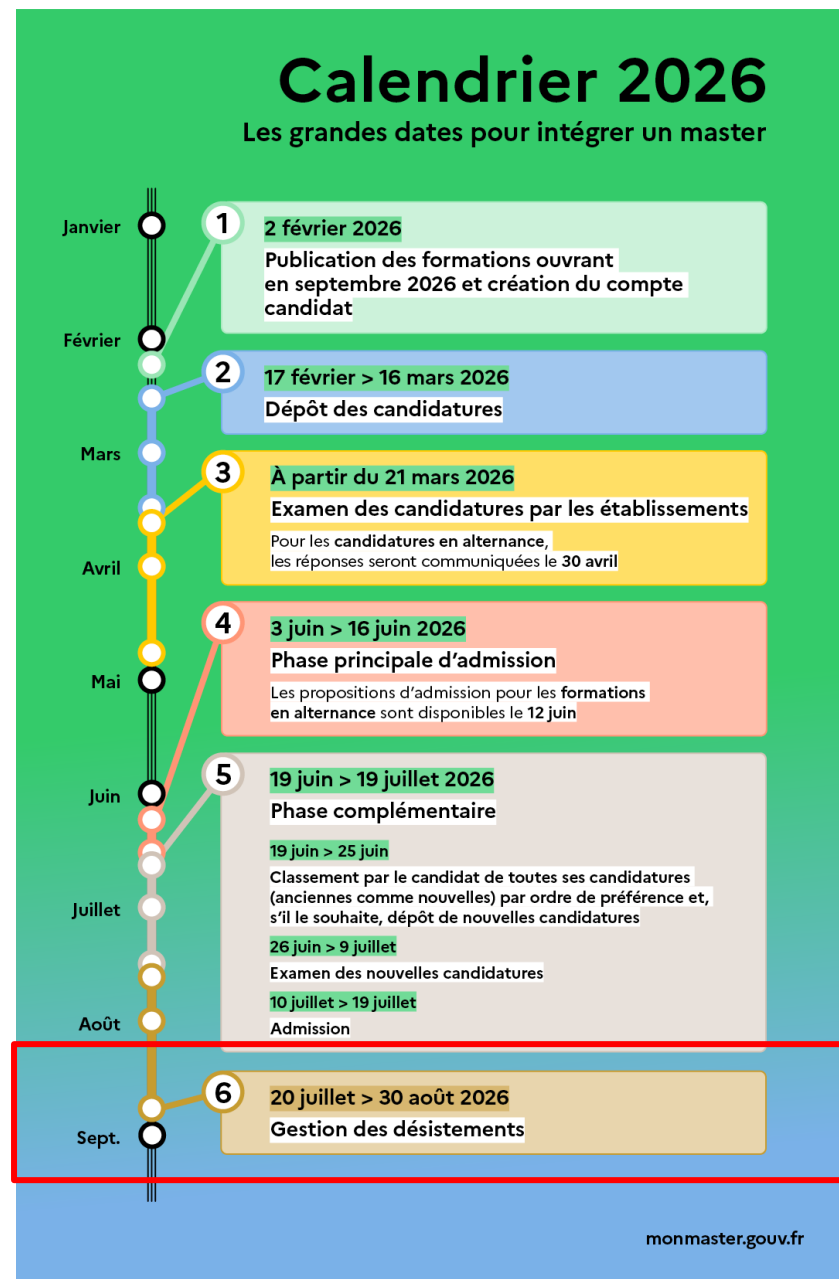 Calendrier 2026
Les grandes dates pour intégrer un master
Janvier
Février
Mars
Avril
Mai
Juin
Juillet
Août
Sept.
1
2 février 2026
Publication des formations ouvrant
en septembre 2026 et création du compte
candidat
2
17 février > 16 mars 2026
Dépôt des candidatures
3
À partir du 21 mars 2026
Examen des candidatures par les établissements
Pour les candidatures en alternance,
les réponses seront communiquées le 30 avril
4
3 juin > 16 juin 2026
Phase principale d’admission
Les propositions d’admission pour les formations
en alternance sont disponibles le 12 juin
5
19 juin > 19 juillet 2026
Phase complémentaire
19 juin > 25 juin
Classement par le candidat de toutes ses candidatures
(anciennes comme nouvelles) par ordre de préférence et,
s’il le souhaite, dépôt de nouvelles candidatures
26 juin > 9 juillet
Examen des nouvelles candidatures
10 juillet > 19 juillet
Admission
6
20 juillet > 30 août 2026
Gestion des désistements
monmaster.gouv.fr